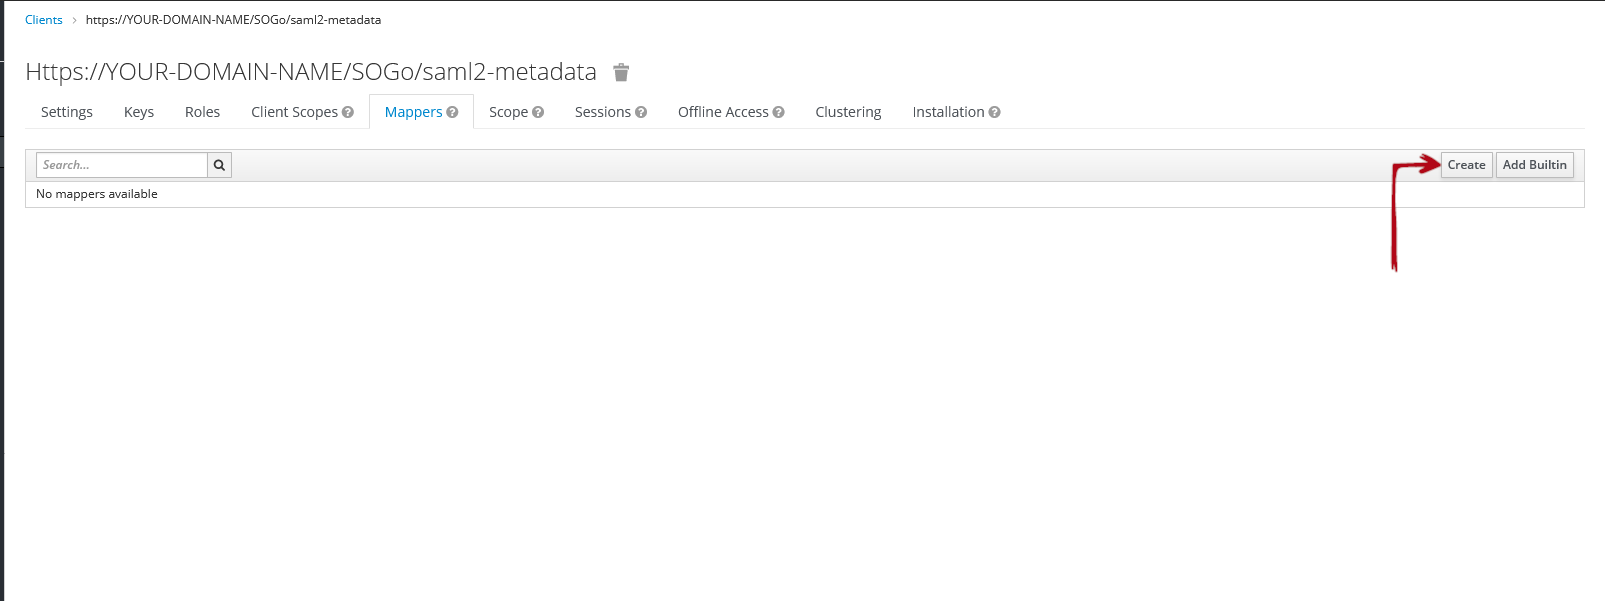 Clients > https://YOUR-DOMAIN-NAME/SOGo/saml2-metadata
Https://YOUR-DOMAIN-NAME/SOGo/saml2-metadata
Settings Keys Roles Client Scopes ? Mappers ? Scope ? Sessions ? Offline Access ? Clustering Installation ?
Search... Create Add Builtin
No mappers available